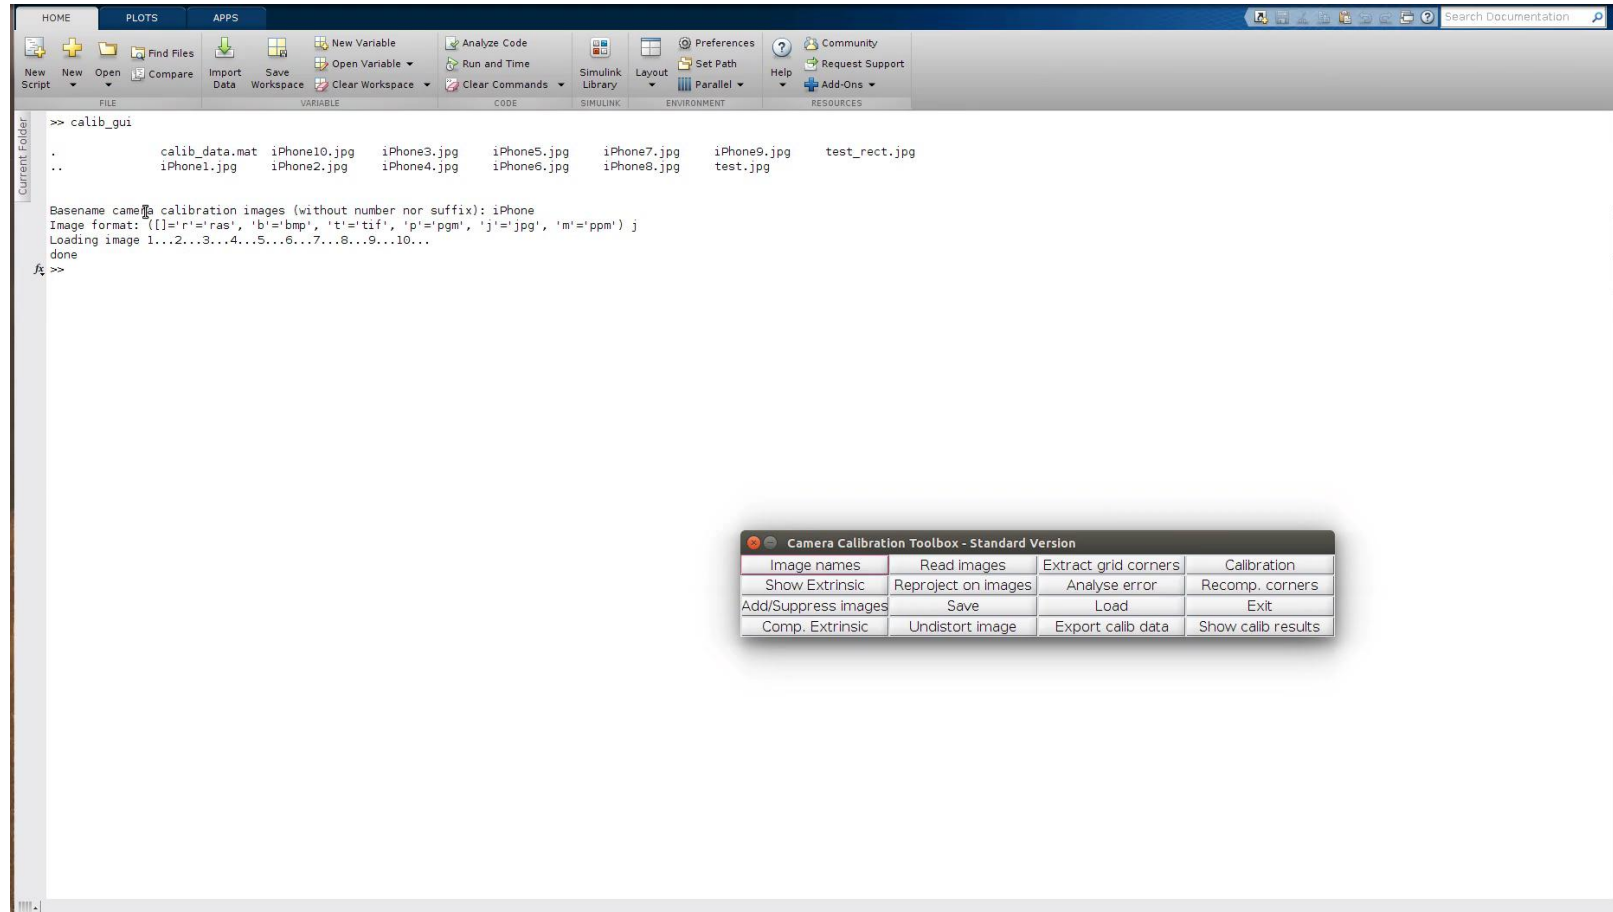 HOME PLOTS APPS
Search Documentation
New Script
New
Open
Find Files
Compare
Import Data
Save Workspace
New Variable
Open Variable
Clear Workspace
Analyze Code
Run and Time
Clear Commands
Simulink Library
Layout
Preferences
Set Path
Parallel
Help
Community
Request Support
Add-Ons
FILE VARIABLE CODE SIMULINK ENVIRONMENT RESOURCES
Current Folder
>> calib_gui
. calib_data.mat iPhone10.jpg iPhone3.jpg iPhone5.jpg iPhone7.jpg iPhone9.jpg test_rect.jpg
.. iPhone1.jpg iPhone2.jpg iPhone4.jpg iPhone6.jpg iPhone8.jpg test.jpg
Basename camera calibration images (without number nor suffix): iPhone
Image format: ([]='r'='ras', 'b'='bmp', 't'='tif', 'p'='pgm', 'j'='jpg', 'm'='ppm') j
Loading image 1...2...3...4...5...6...7...8...9...10...
done
fx >>
Camera Calibration Toolbox - Standard Version
Image names Read images Extract grid corners Calibration
Show Extrinsic Reproject on images Analyse error Recomp. corners
Add/Suppress images Save Load Exit
Comp. Extrinsic Undistort image Export calib data Show calib results